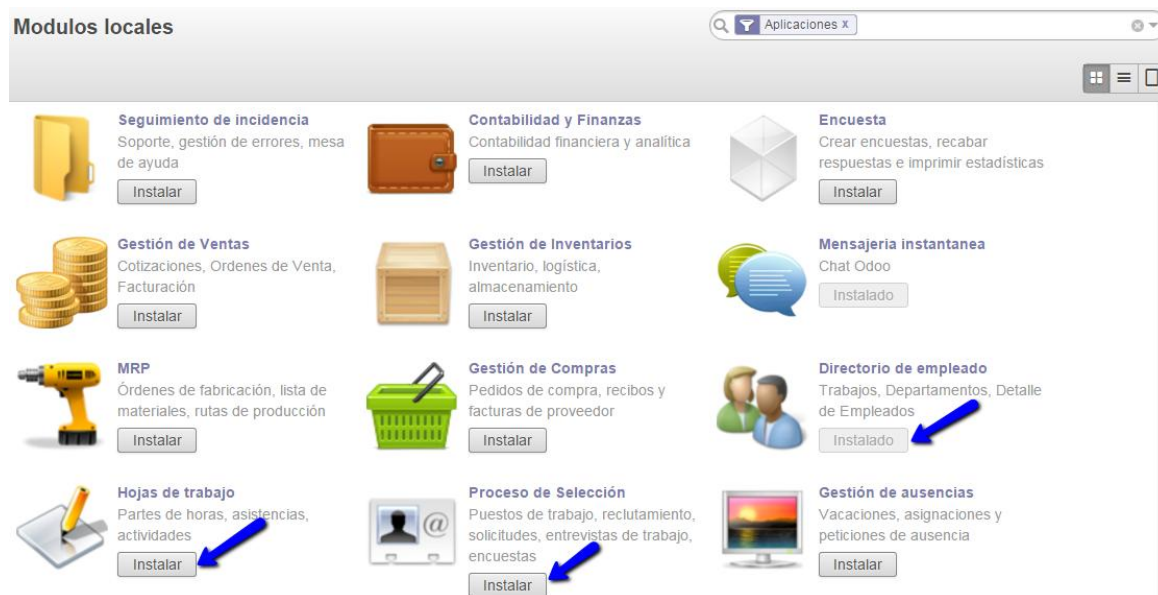 Modulos locales
Aplicaciones x
Seguimiento de incidencia
Soporte, gestión de errores, mesa
de ayuda
Instalar
Contabilidad y Finanzas
Contabilidad financiera y analítica
Instalar
Encuesta
Crear encuestas, recabar
respuestas e imprimir estadísticas
Instalar
Gestión de Ventas
Cotizaciones, Ordenes de Venta,
Facturación
Instalar
Gestión de Inventarios
Inventario, logística,
almacenamiento
Instalar
Mensajeria instantanea
Chat Odoo
Instalado
MRP
Órdenes de fabricación, lista de
materiales, rutas de producción
Instalar
Gestión de Compras
Pedidos de compra, recibos y
facturas de proveedor
Instalar
Directorio de empleado
Trabajos, Departamentos, Detalle
de Empleados
Instalado
Hojas de trabajo
Partes de horas, asistencias,
actividades
Instalar
Proceso de Selección
Puestos de trabajo, reclutamiento,
solicitudes, entrevistas de trabajo,
encuestas
Instalar
Gestión de ausencias
Vacaciones, asignaciones y
peticiones de ausencia
Instalar